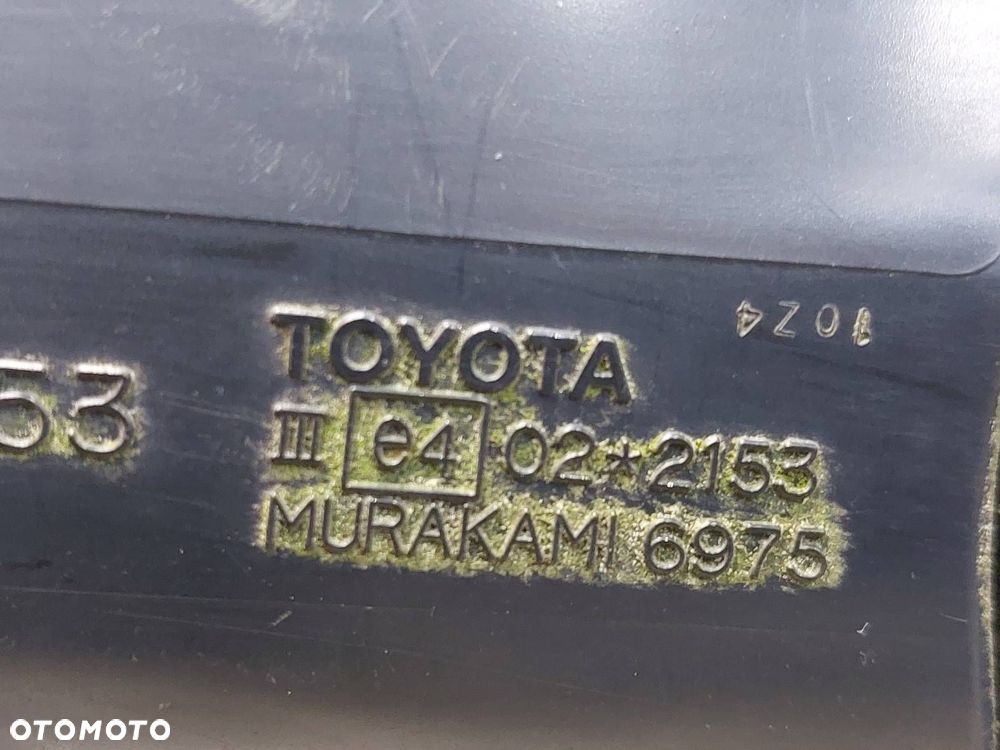 10Z4
TOYOTA
53
III e4 02*2153
MURAKAMI 6975
OTOMOTO